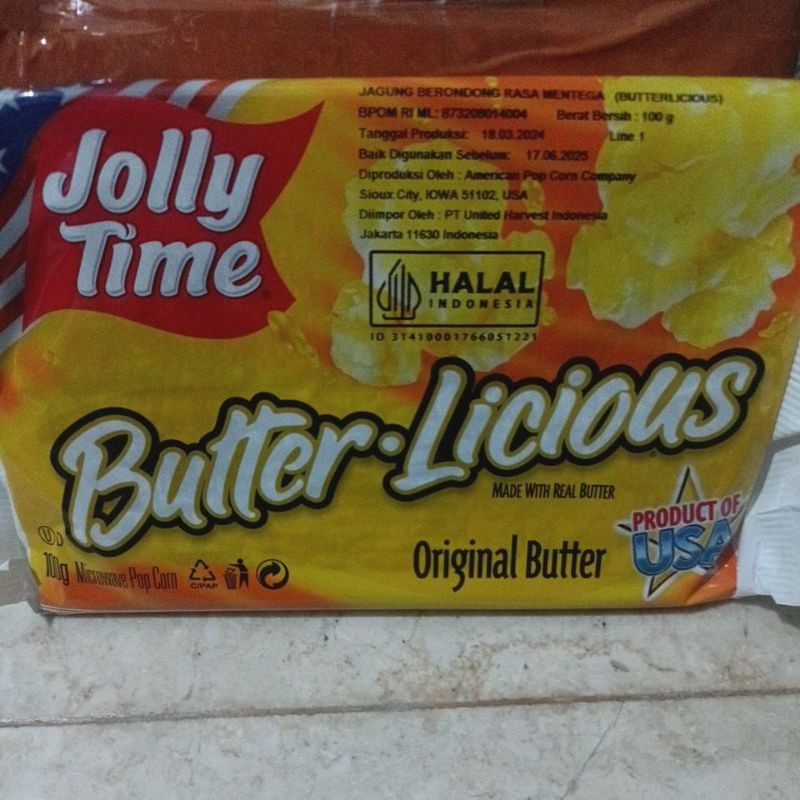 JAGUNG BERONDONG RASA MENTEGA (BUTTERLICIOUS)
BPOM RI ML: 873209014004 Berat Bersih : 100 g
Tanggal Produksi: 18.03.2024 Line 1
Baik Digunakan Sebelum: 17.06.2025
Diproduksi Oleh : American Pop Corn Company
Sioux City, IOWA 51102, USA
Diimpor Oleh : PT United Harvest Indonesia
Jakarta 11630 Indonesia
Jolly
Time
HALAL
INDONESIA
ID 31410001766051221
Butter-Licious
MADE WITH REAL BUTTER
PRODUCT OF
USA
Original Butter
U D
100g Microwave Pop Corn
C/PAP